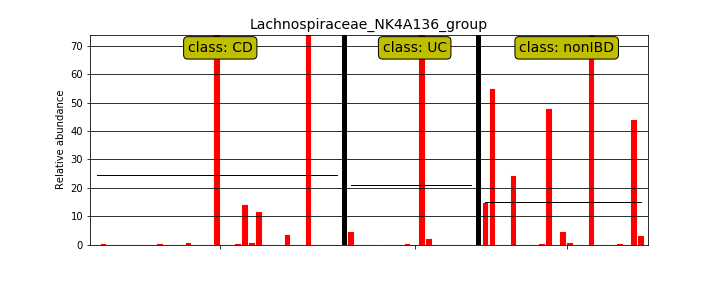 Lachnospiraceae_NK4A136_group
class: CD
class: UC
class: nonIBD
Relative abundance
70
60
50
40
30
20
10
0